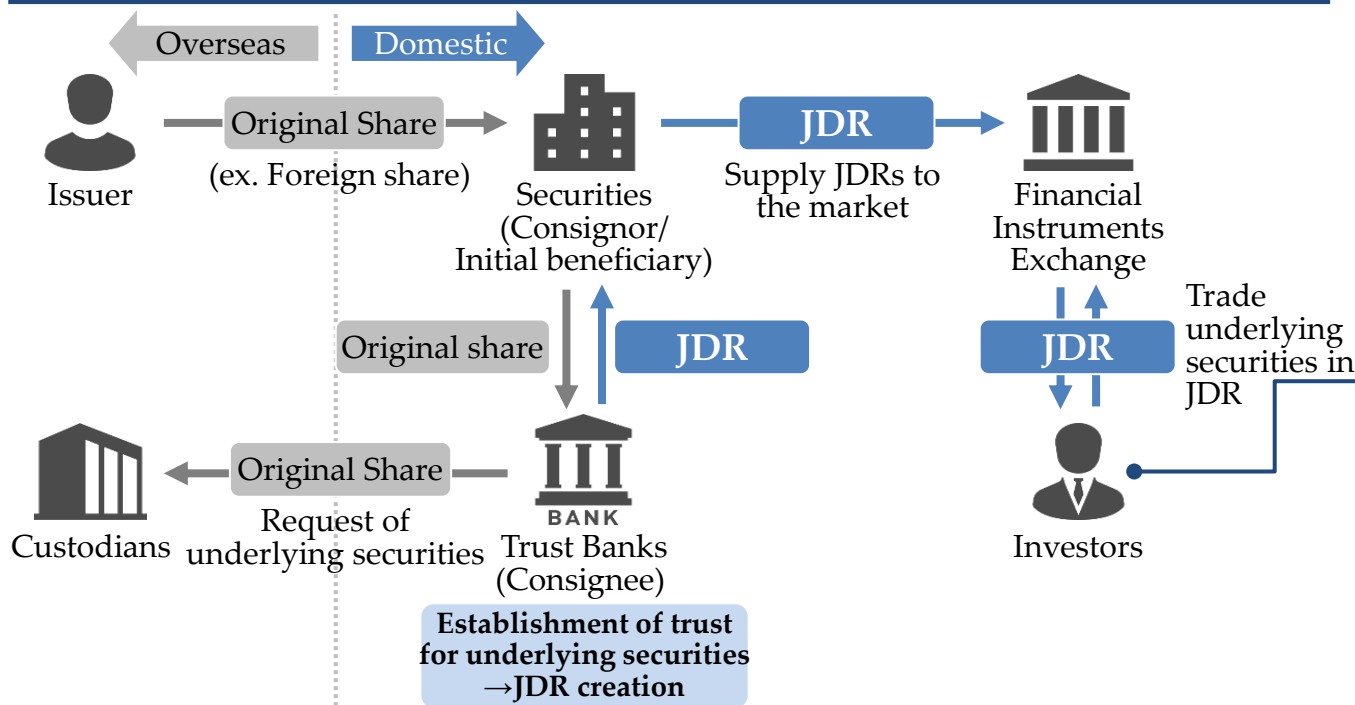 Overseas
Domestic
Original Share
(ex. Foreign share)
Issuer
Securities
(Consignor/
Initial beneficiary)
JDR
Supply JDRs to
the market
Financial
Instruments
Exchange
Original share
JDR
JDR
Trade
underlying
securities in
JDR
Original Share
Request of
underlying securities
Custodians
BANK
Trust Banks
(Consignee)
Investors
Establishment of trust
for underlying securities
→JDR creation